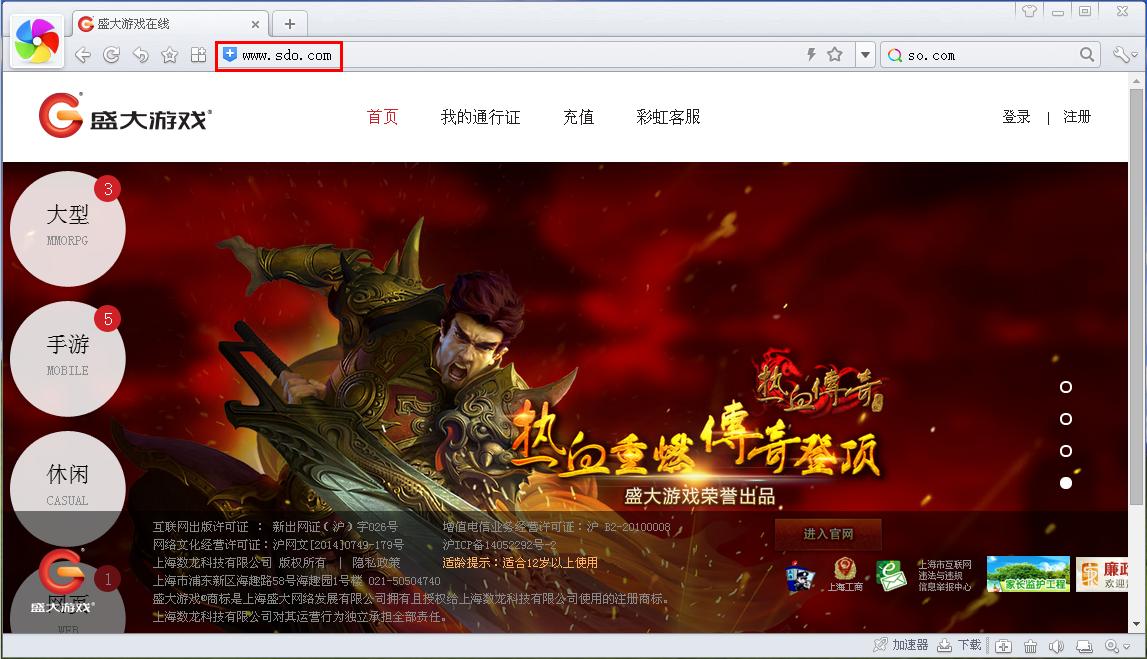 盛大游戏在线
www.sdo.com
so.com
盛大游戏
首页 我的通行证 充值 彩虹客服
登录 | 注册
3
大型
MMORPG
5
手游
MOBILE
休闲
CASUAL
1
网页
WEB
盛大游戏
热血傳奇
热血重燃 傳奇登顶
盛大游戏荣誉出品
进入官网
互联网出版许可证 : 新出网证(沪)字026号 增值电信业务经营许可证:沪 B2-20100008
网络文化经营许可证:沪网文[2014]0749-179号 沪ICP备14052292号-2
上海数龙科技有限公司 版权所有 | 隐私政策 适龄提示:适合12岁以上使用
上海市浦东新区海趣路58号海趣园1号楼 021-50504740
盛大游戏©商标是上海盛大网络发展有限公司拥有且授权给上海数龙科技有限公司使用的注册商标。
上海数龙科技有限公司对其运营行为独立承担全部责任。
上海工商
上海市互联网
违法与违规
信息举报中心
家长监护工程
廉政
欢迎
加速器 下载